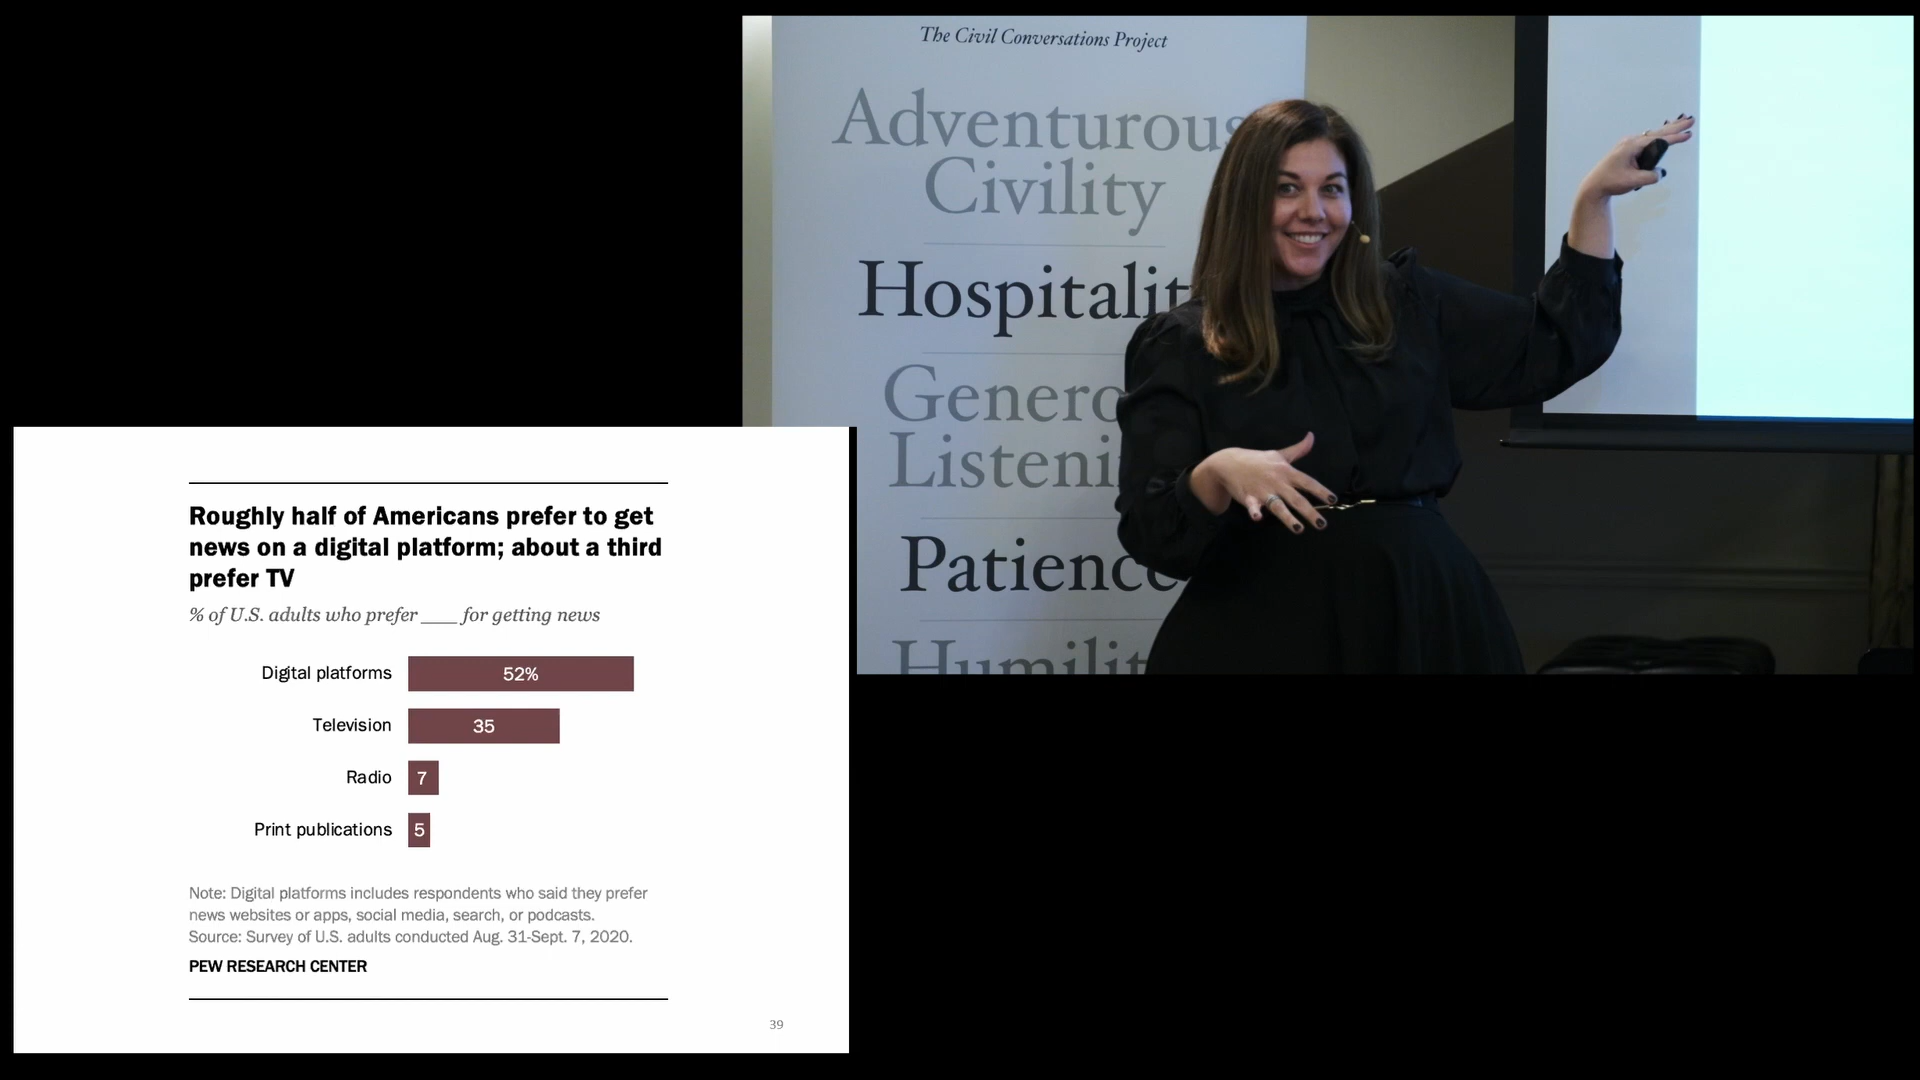 The Civil Conversations Project
Adventurous
Civility
Hospitalit
Genero
Listeni
Patience
Humilit
Roughly half of Americans prefer to get
news on a digital platform; about a third
prefer TV
% of U.S. adults who prefer ___ for getting news
Digital platforms 52%
Television 35
Radio 7
Print publications 5
Note: Digital platforms includes respondents who said they prefer
news websites or apps, social media, search, or podcasts.
Source: Survey of U.S. adults conducted Aug. 31-Sept. 7, 2020.
PEW RESEARCH CENTER
39